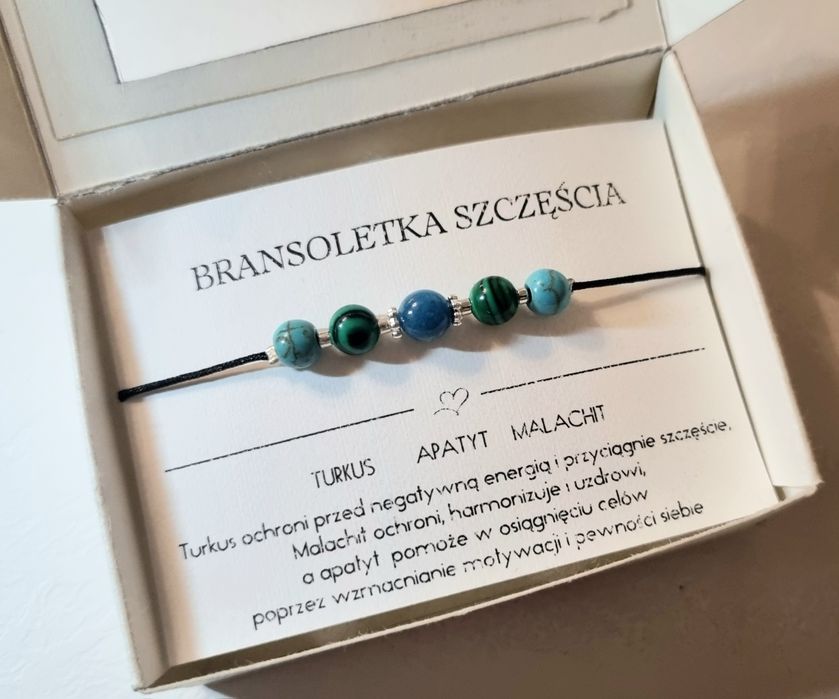 BRANSOLETKA SZCZĘŚCIA
TURKUS APATYT MALACHIT
Turkus ochroni przed negatywną energią i przyciągnie szczęście,
Malachit ochroni, harmonizuje i uzdrowi,
a apatyt pomoże w osiągnięciu celów
poprzez wzmacnianie motywacji i pewności siebie